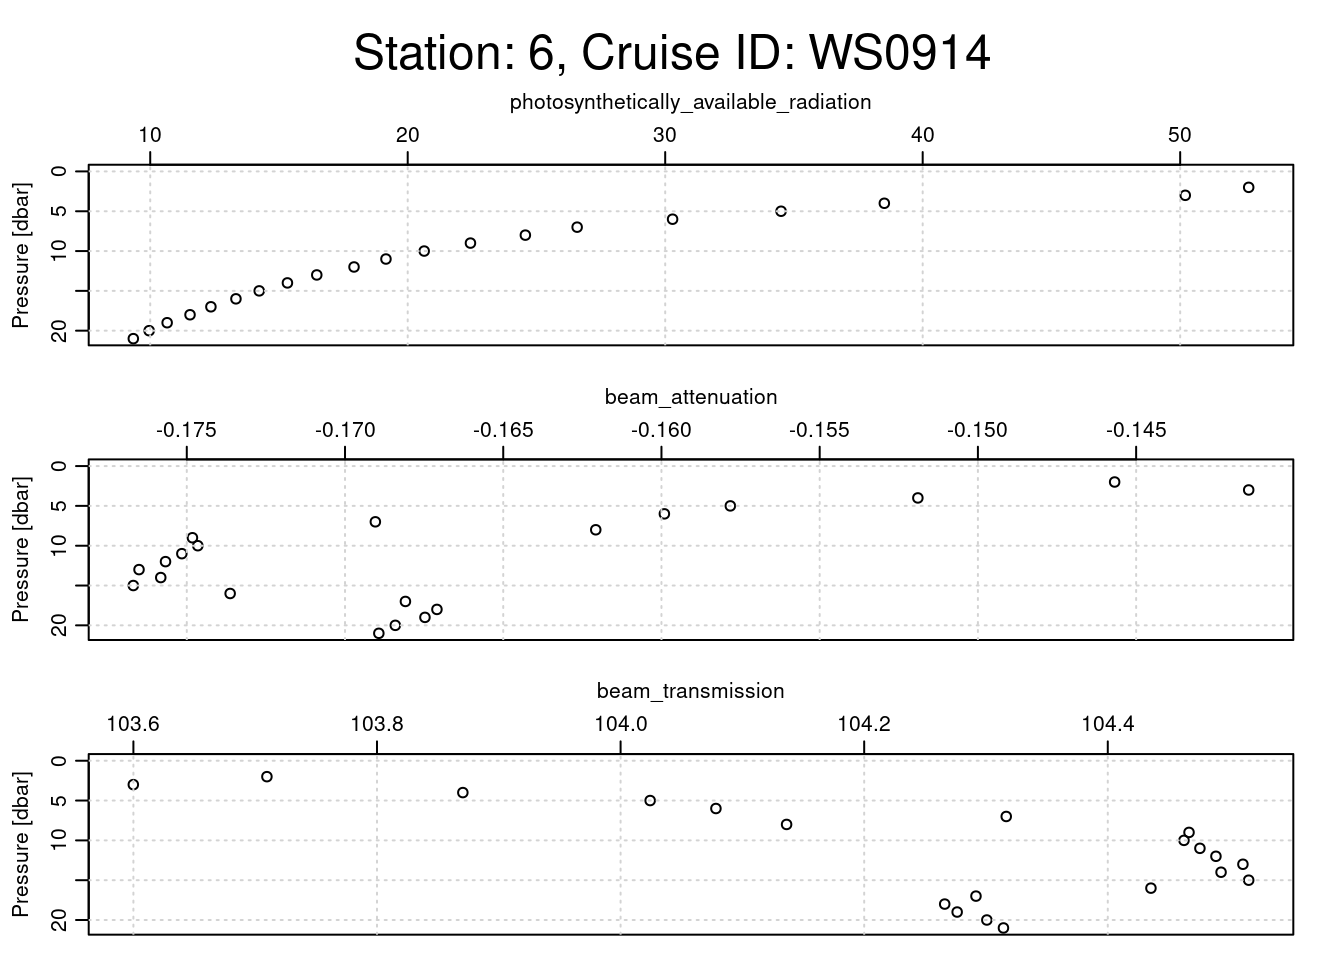 Station: 6, Cruise ID: WS0914
photosynthetically_available_radiation
10 20 30 40 50
Pressure [dbar]
0
5
10
20
beam_attenuation
-0.175 -0.170 -0.165 -0.160 -0.155 -0.150 -0.145
Pressure [dbar]
0
5
10
20
beam_transmission
103.6 103.8 104.0 104.2 104.4
Pressure [dbar]
0
5
10
20